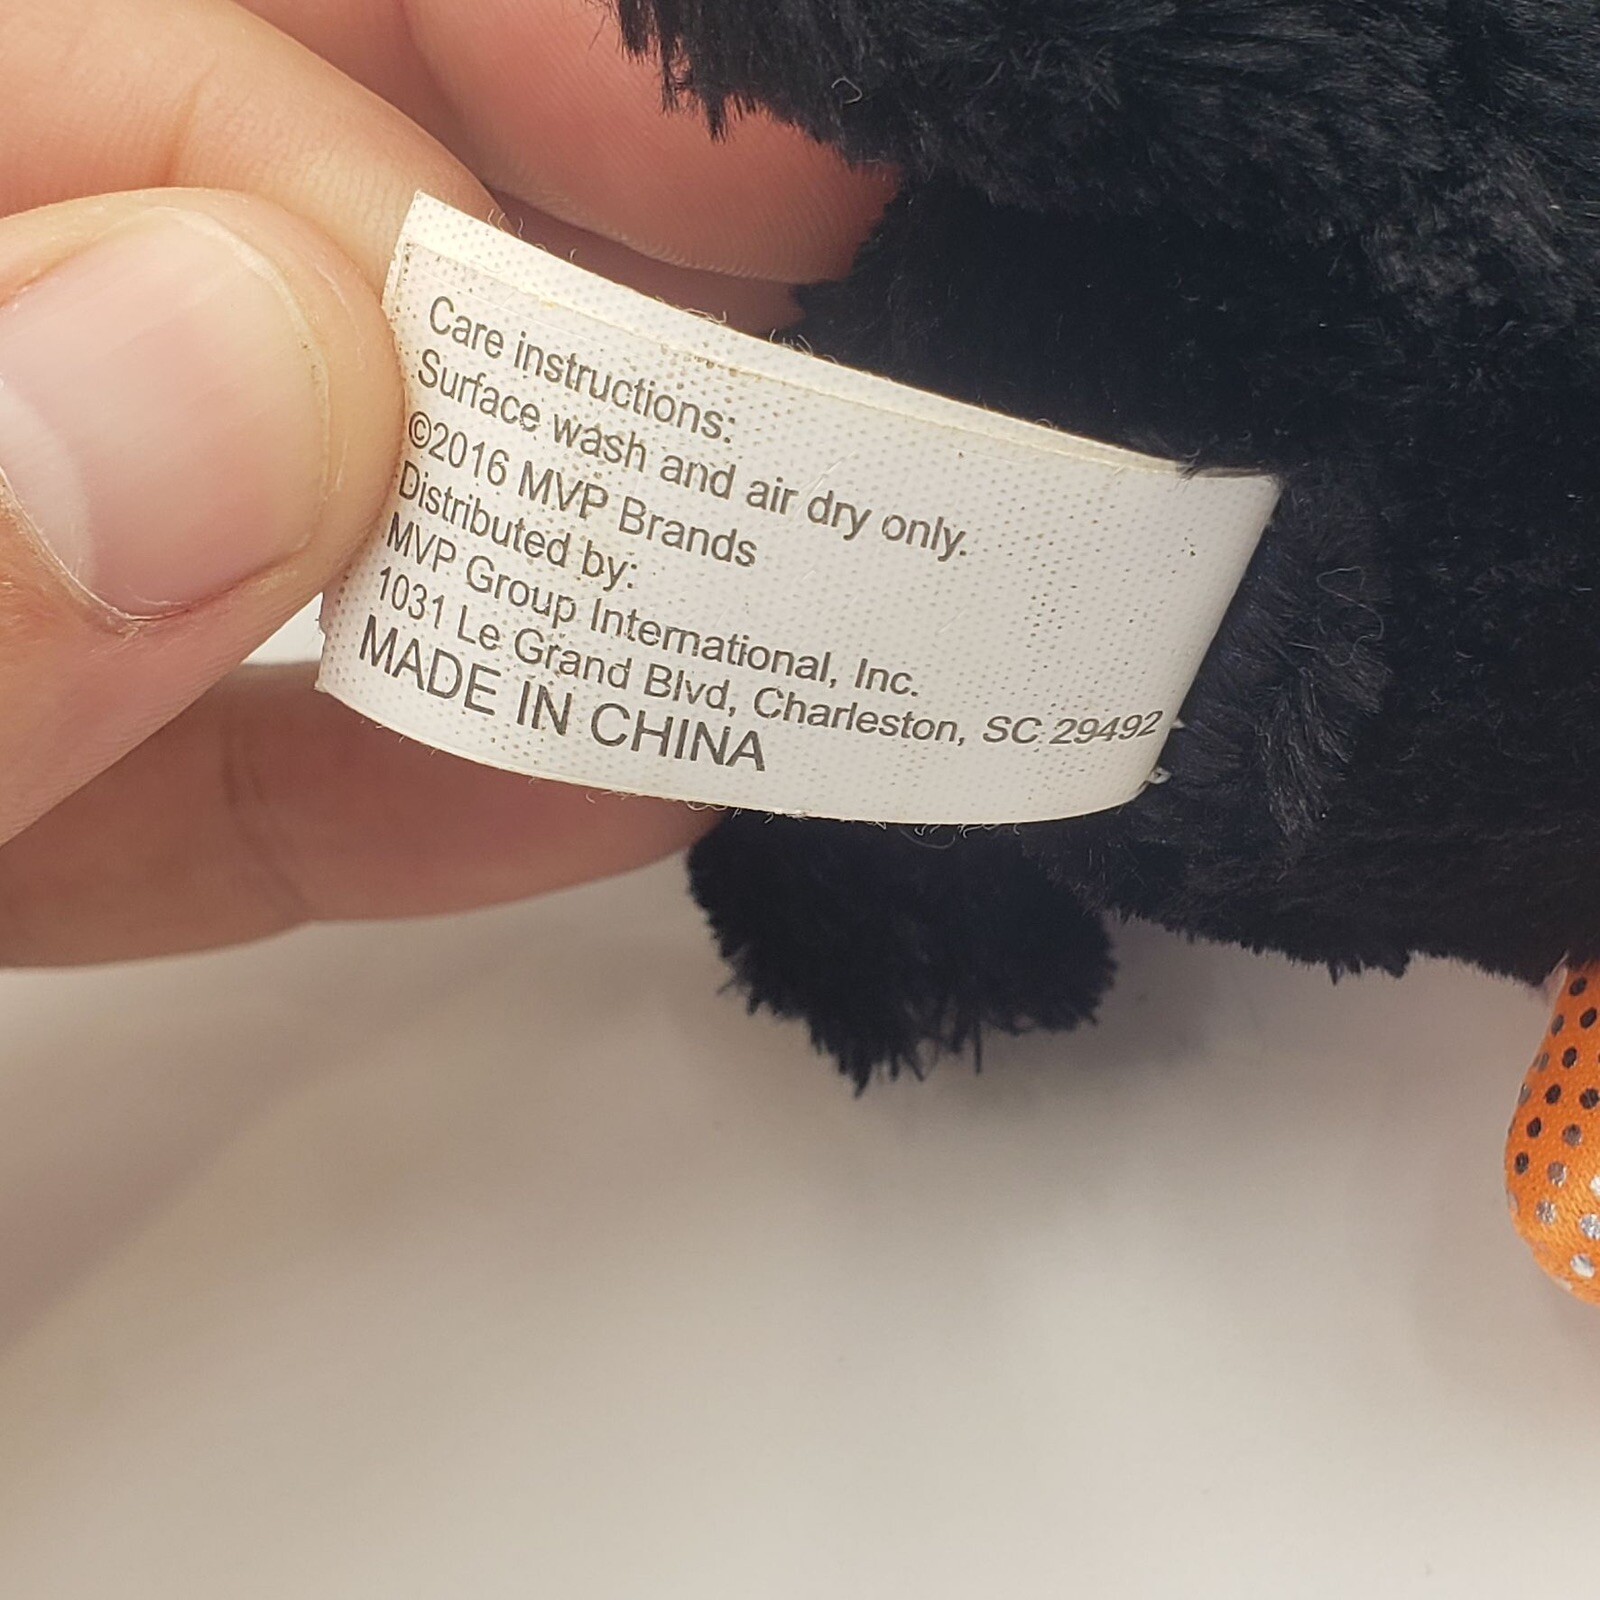 Care instructions:
Surface wash and air dry only.
©2016 MVP Brands
Distributed by:
MVP Group International, Inc.
1031 Le Grand Blvd, Charleston, SC 29492
MADE IN CHINA